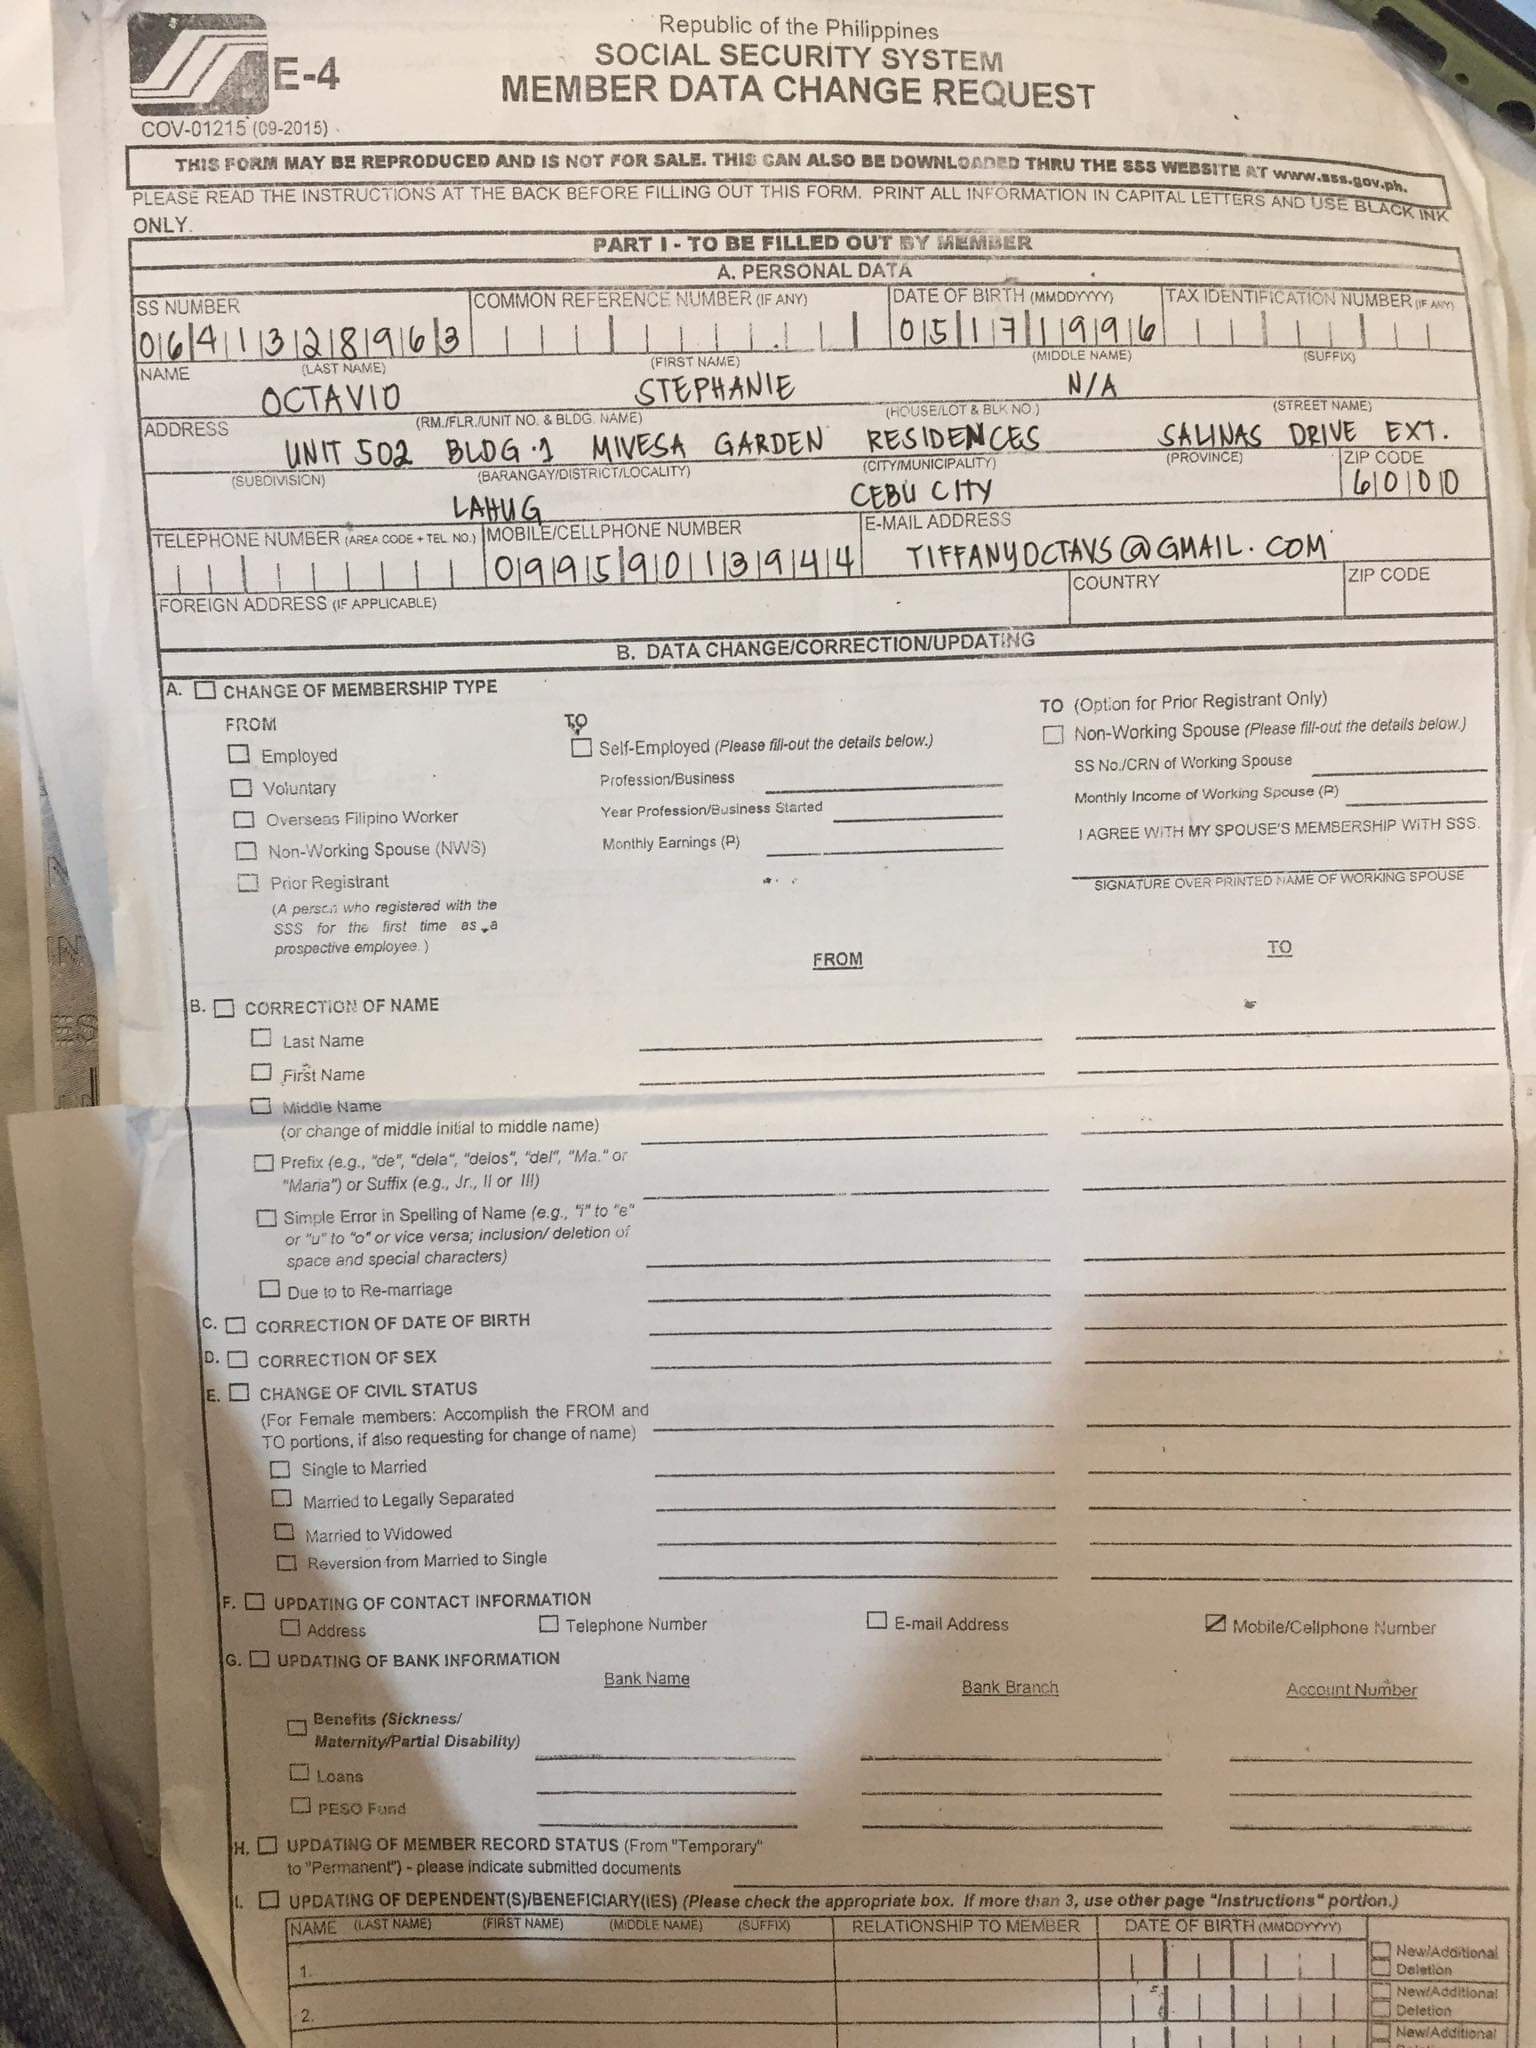 Republic of the Philippines
SOCIAL SECURITY SYSTEM
E-4
MEMBER DATA CHANGE REQUEST
COV-01215 (09-2015)
THIS FORM MAY BE REPRODUCED AND IS NOT FOR SALE. THIS CAN ALSO BE DOWNLOADED THRU THE SSS WEBSITE AT www.sss.gov.ph.
PLEASE READ THE INSTRUCTIONS AT THE BACK BEFORE FILLING OUT THIS FORM. PRINT ALL INFORMATION IN CAPITAL LETTERS AND USE BLACK INK
ONLY.
PART I - TO BE FILLED OUT BY MEMBER
A. PERSONAL DATA
SS NUMBER COMMON REFERENCE NUMBER (IF ANY) DATE OF BIRTH (MMDDYYYY) TAX IDENTIFICATION NUMBER (IF ANY)
0641328963 05171996
NAME (LAST NAME) (FIRST NAME) (MIDDLE NAME) (SUFFIX)
OCTAVIO STEPHANIE N/A
ADDRESS (RM./FLR./UNIT NO. & BLDG. NAME) (HOUSE/LOT & BLK NO.) (STREET NAME)
UNIT 502 BLDG.1 MIVESA GARDEN RESIDENCES SALINAS DRIVE EXT.
(SUBDIVISION) (BARANGAY/DISTRICT/LOCALITY) (CITY/MUNICIPALITY) (PROVINCE) ZIP CODE
LAHUG CEBU CITY 6000
TELEPHONE NUMBER (AREA CODE + TEL. NO.) MOBILE/CELLPHONE NUMBER E-MAIL ADDRESS
09959013944 TIFFANYOCTAVS@GMAIL.COM
FOREIGN ADDRESS (IF APPLICABLE) COUNTRY ZIP CODE
B. DATA CHANGE/CORRECTION/UPDATING
A. CHANGE OF MEMBERSHIP TYPE
FROM TO TO (Option for Prior Registrant Only)
Employed Self-Employed (Please fill-out the details below.) Non-Working Spouse (Please fill-out the details below.)
Voluntary Profession/Business SS No./CRN of Working Spouse
Overseas Filipino Worker Year Profession/Business Started Monthly Income of Working Spouse (₱)
Non-Working Spouse (NWS) Monthly Earnings (₱) I AGREE WITH MY SPOUSE'S MEMBERSHIP WITH SSS.
Prior Registrant SIGNATURE OVER PRINTED NAME OF WORKING SPOUSE
(A person who registered with the
SSS for the first time as a
prospective employee.)
FROM TO
B. CORRECTION OF NAME
Last Name
First Name
Middle Name
(or change of middle initial to middle name)
Prefix (e.g., "de", "dela", "delos", "del", "Ma." or
"Maria") or Suffix (e.g., Jr., II or III)
Simple Error in Spelling of Name (e.g., "i" to "e"
or "u" to "o" or vice versa; inclusion/ deletion of
space and special characters)
Due to to Re-marriage
C. CORRECTION OF DATE OF BIRTH
D. CORRECTION OF SEX
E. CHANGE OF CIVIL STATUS
(For Female members: Accomplish the FROM and
TO portions, if also requesting for change of name)
Single to Married
Married to Legally Separated
Married to Widowed
Reversion from Married to Single
F. UPDATING OF CONTACT INFORMATION
Address Telephone Number E-mail Address Mobile/Cellphone Number
G. UPDATING OF BANK INFORMATION
Bank Name Bank Branch Account Number
Benefits (Sickness/
Maternity/Partial Disability)
Loans
PESO Fund
H. UPDATING OF MEMBER RECORD STATUS (From "Temporary"
to "Permanent") - please indicate submitted documents
I. UPDATING OF DEPENDENT(S)/BENEFICIARY(IES) (Please check the appropriate box. If more than 3, use other page "Instructions" portion.)
NAME (LAST NAME) (FIRST NAME) (MIDDLE NAME) (SUFFIX) RELATIONSHIP TO MEMBER DATE OF BIRTH (MMDDYYYY)
1. New/Additional
Deletion
2. New/Additional
Deletion
New/Additional